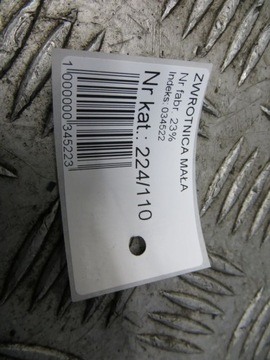 ZWROTNICA MAŁA
Nr fabr. 23%
Indeks: 034522
Nr kat.: 224/110
1000000345223